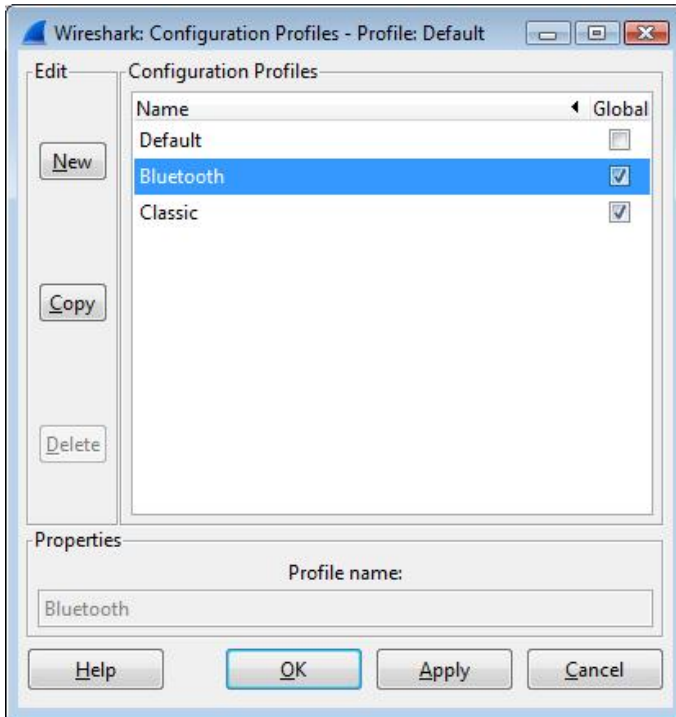 Wireshark: Configuration Profiles - Profile: Default
Edit
Configuration Profiles
Name Global
Default
New
Bluetooth
Classic
Copy
Delete
Properties
Profile name:
Bluetooth
Help OK Apply Cancel